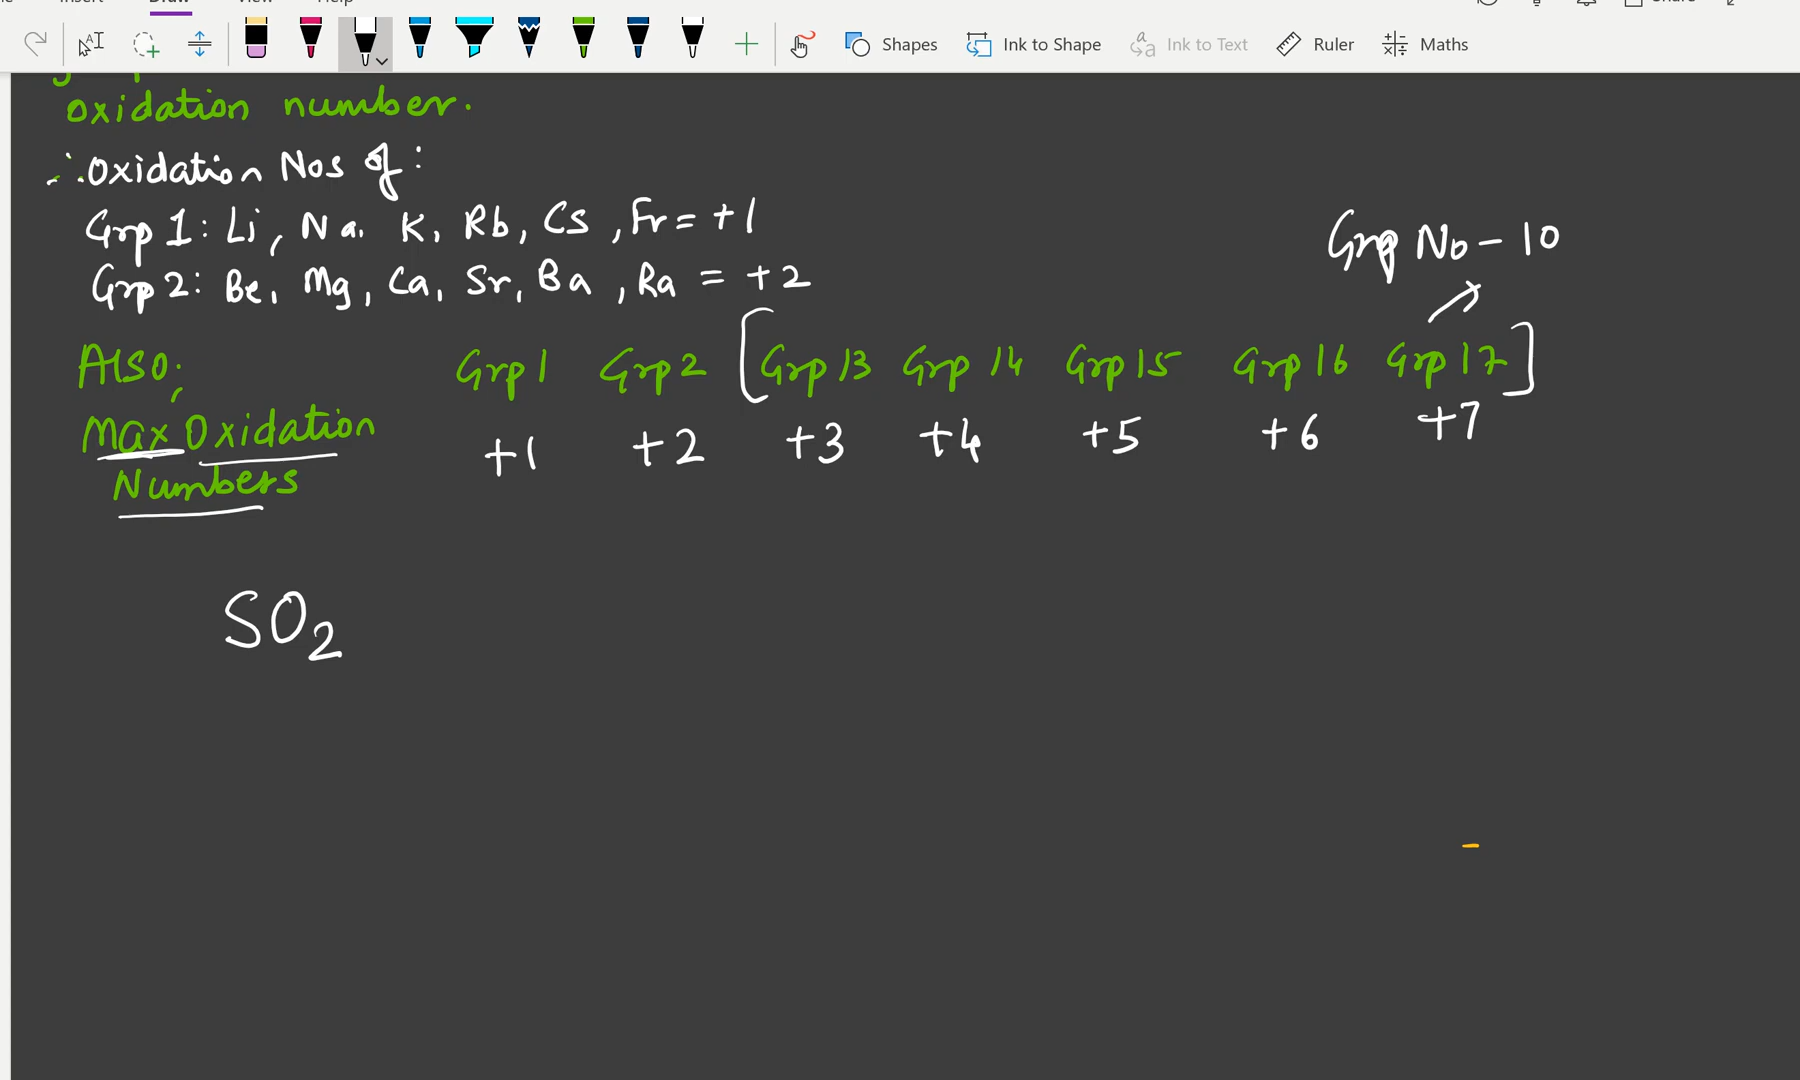 Draw
Shapes Ink to Shape Ink to Text Ruler Maths
oxidation number.
∴ Oxidation Nos of:
Grp 1: Li, Na, K, Rb, Cs, Fr = +1
Grp 2: Be, Mg, Ca, Sr, Ba, Ra = +2
Grp No - 10
Also; Grp 1 Grp 2 [Grp 13 Grp 14 Grp 15 Grp 16 Grp 17]
Max Oxidation +1 +2 +3 +4 +5 +6 +7
Numbers
SO₂